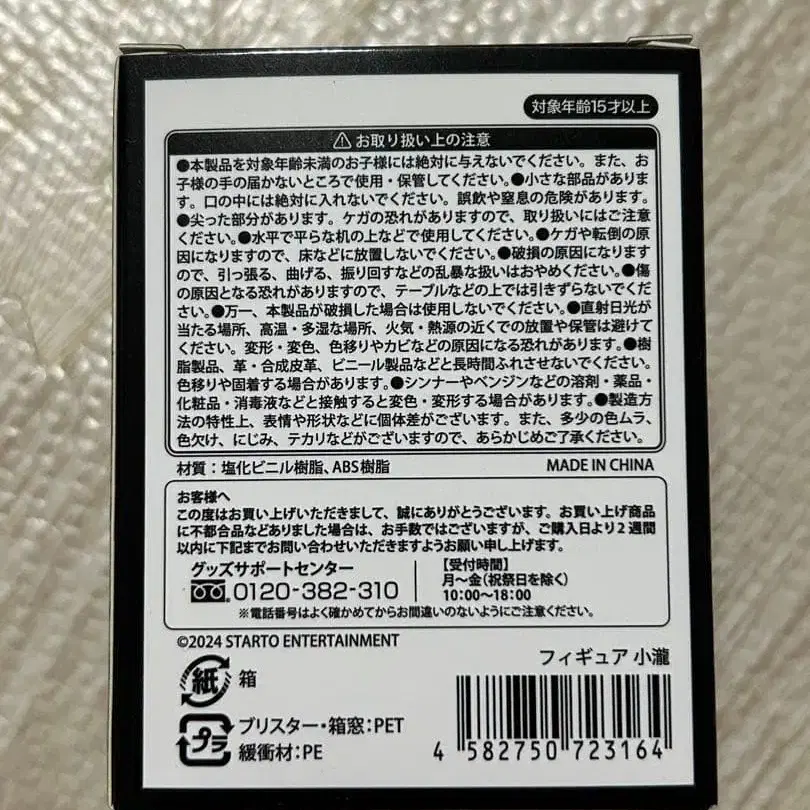 対象年齢15才以上
⚠お取り扱い上の注意
●本製品を対象年齢未満のお子様には絶対に与えないでください。また、お
子様の手の届かないところで使用・保管してください。●小さな部品がありま
す。口の中には絶対に入れないでください。誤飲や窒息の危険があります。
●尖った部分があります。ケガの恐れがありますので、取り扱いにはご注意
ください。●水平で平らな机の上などで使用してください。●ケガや転倒の原
因になりますので、床などに放置しないでください。●破損の原因になります
ので、引っ張る、曲げる、振り回すなどの乱暴な扱いはおやめください。●傷
の原因となる恐れがありますので、テーブルなどの上では引きずらないでくだ
さい。●万一、本製品が破損した場合は使用しないでください。●直射日光が
当たる場所、高温・多湿な場所、火気・熱源の近くでの放置や保管は避けて
ください。変形・変色、色移りやカビなどの原因になる恐れがあります。●樹
脂製品、革・合成皮革、ビニール製品などと長時間ふれさせないでください。
色移りや固着する場合があります。●シンナーやベンジンなどの溶剤・薬品・
化粧品・消毒液などと接触すると変色・変形する場合があります。●製造方
法の特性上、表情や形状などに個体差がございます。また、多少の色ムラ、
色欠け、にじみ、テカリなどがございますので、あらかじめご了承ください。
材質：塩化ビニル樹脂、ABS樹脂 MADE IN CHINA
お客様へ
この度はお買い上げいただきまして、誠にありがとうございます。お買い上げ商品
に不都合品などありました場合は、お手数ではございますが、ご購入日より2週間
以内に下記までお問い合わせいただきますようお願い申し上げます。
グッズサポートセンター
0120-382-310
【受付時間】
月〜金(祝祭日を除く)
10:00〜18:00
※電話番号はよく確かめてからお間違いのないようにご注意ください。
©2024 STARTO ENTERTAINMENT
フィギュア 小瀧
紙 箱
プラ ブリスター・箱窓：PET
緩衝材：PE
4 582750 723164